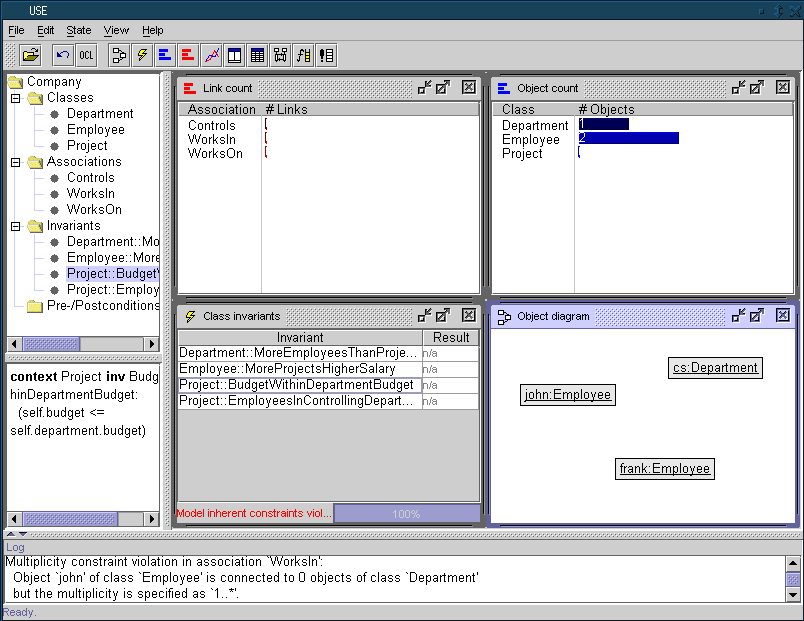 USE
File Edit State View Help
OCL
Company
Classes
Department
Employee
Project
Associations
Controls
WorksIn
WorksOn
Invariants
Department::Mo
Employee::More
Project::Budget
Project::Employ
Pre-/Postconditions
context Project inv Budg
hinDepartmentBudget:
(self.budget <=
self.department.budget)
Link count
Association # Links
Controls
WorksIn
WorksOn
Object count
Class # Objects
Department 1
Employee 2
Project
Class invariants
Invariant Result
Department::MoreEmployeesThanProje... n/a
Employee::MoreProjectsHigherSalary n/a
Project::BudgetWithinDepartmentBudget n/a
Project::EmployeesInControllingDepart... n/a
Model inherent constraints viol... 100%
Object diagram
cs:Department
john:Employee
frank:Employee
Log
Multiplicity constraint violation in association `WorksIn':
Object `john' of class `Employee' is connected to 0 objects of class `Department'
but the multiplicity is specified as `1..*'.
Ready.